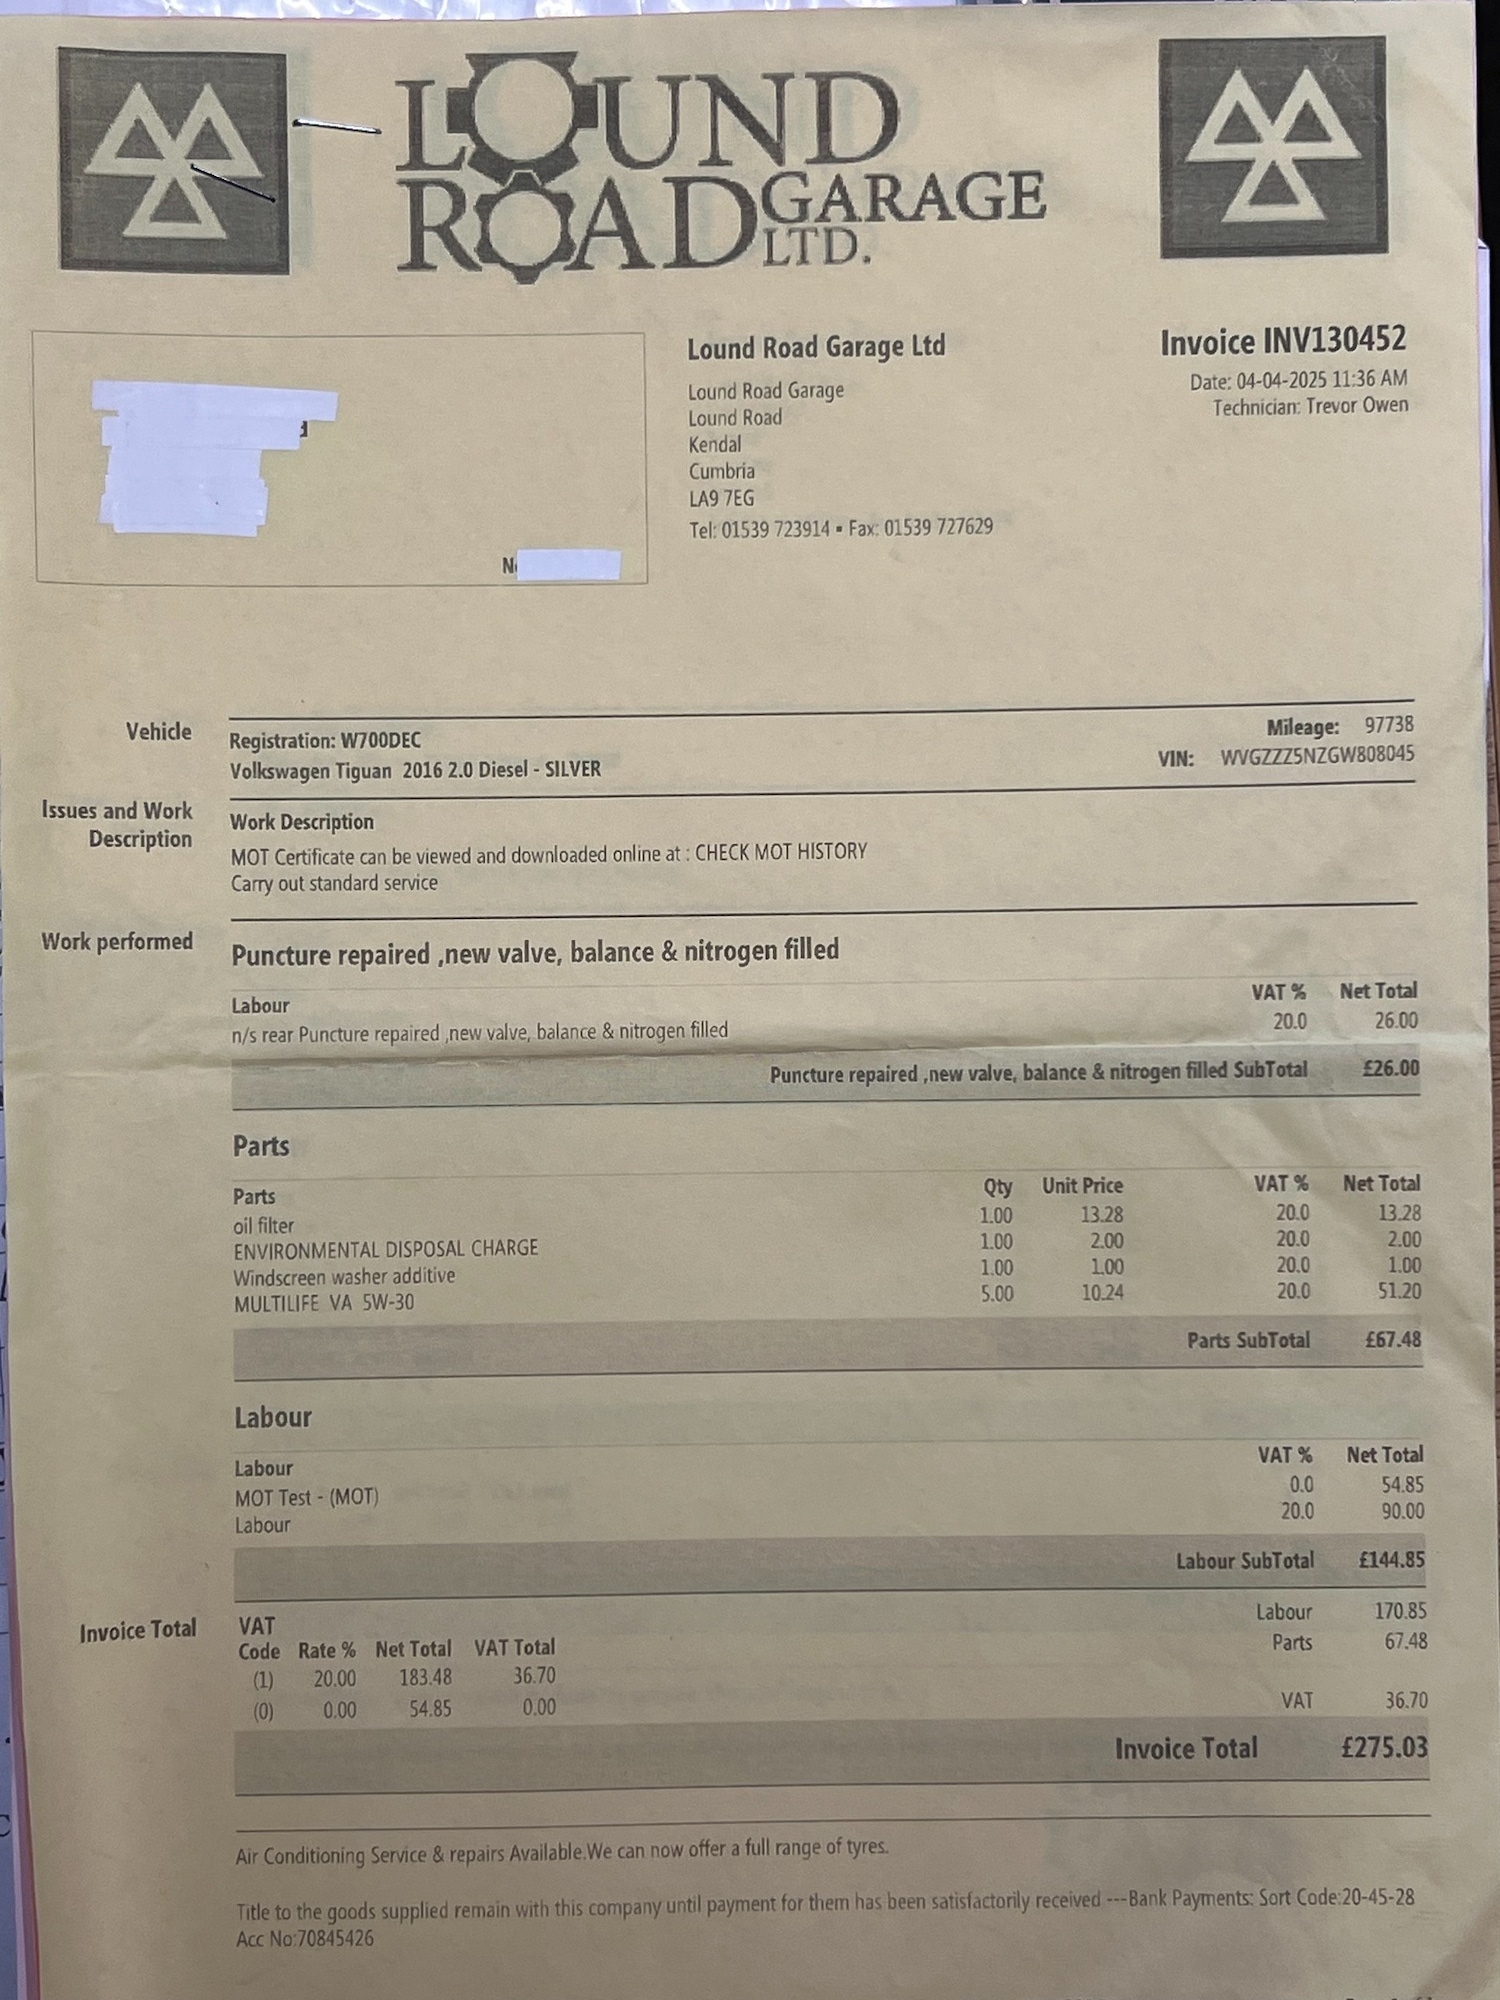 LOUND
ROAD GARAGE
LTD.
Lound Road Garage Ltd
Lound Road Garage
Lound Road
Kendal
Cumbria
LA9 7EG
Tel: 01539 723914 ▪ Fax: 01539 727629
Invoice INV130452
Date: 04-04-2025 11:36 AM
Technician: Trevor Owen
Vehicle
Registration: W700DEC
Volkswagen Tiguan 2016 2.0 Diesel - SILVER
Mileage: 97738
VIN: WVGZZZ5NZGW808045
Issues and Work
Description
Work Description
MOT Certificate can be viewed and downloaded online at : CHECK MOT HISTORY
Carry out standard service
Work performed
Puncture repaired ,new valve, balance & nitrogen filled
Labour VAT % Net Total
n/s rear Puncture repaired ,new valve, balance & nitrogen filled 20.0 26.00
Puncture repaired ,new valve, balance & nitrogen filled SubTotal £26.00
Parts
Parts Qty Unit Price VAT % Net Total
oil filter 1.00 13.28 20.0 13.28
ENVIRONMENTAL DISPOSAL CHARGE 1.00 2.00 20.0 2.00
Windscreen washer additive 1.00 1.00 20.0 1.00
MULTILIFE VA 5W-30 5.00 10.24 20.0 51.20
Parts SubTotal £67.48
Labour
Labour VAT % Net Total
MOT Test - (MOT) 0.0 54.85
Labour 20.0 90.00
Labour SubTotal £144.85
Invoice Total
VAT
Code Rate % Net Total VAT Total
(1) 20.00 183.48 36.70
(0) 0.00 54.85 0.00
Labour 170.85
Parts 67.48
VAT 36.70
Invoice Total £275.03
Air Conditioning Service & repairs Available.We can now offer a full range of tyres.
Title to the goods supplied remain with this company until payment for them has been satisfactorily received ---Bank Payments: Sort Code:20-45-28
Acc No:70845426